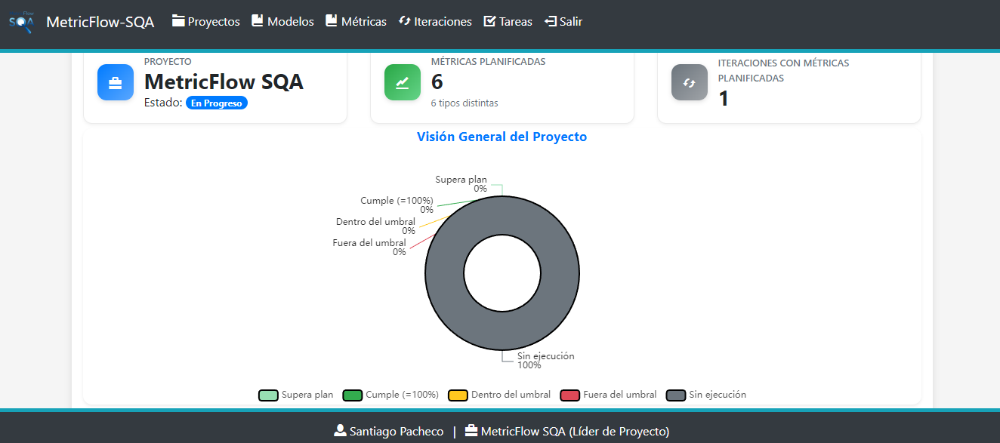 Flow
SQA
MetricFlow-SQA
Proyectos
Modelos
Métricas
Iteraciones
Tareas
Salir
PROYECTO
MetricFlow SQA
Estado: En Progreso
MÉTRICAS PLANIFICADAS
6
6 tipos distintas
ITERACIONES CON MÉTRICAS
PLANIFICADAS
1
Visión General del Proyecto
Supera plan
0%
Cumple (=100%)
0%
Dentro del umbral
0%
Fuera del umbral
0%
Sin ejecución
100%
Supera plan
Cumple (=100%)
Dentro del umbral
Fuera del umbral
Sin ejecución
Santiago Pacheco | MetricFlow SQA (Líder de Proyecto)